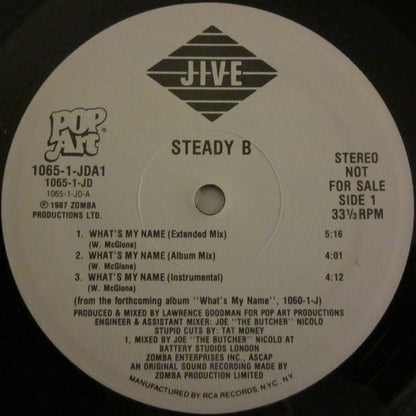 JIVE
POP
Art
STEADY B
1065-1-JDA1
1065-1-JD
1065-1-JD-A
℗ 1987 ZOMBA
PRODUCTIONS LTD.
STEREO
NOT
FOR SALE
SIDE 1
33⅓ RPM
1. WHAT'S MY NAME (Extended Mix) 5:16
(W. McGlone)
2. WHAT'S MY NAME (Album Mix) 4:01
(W. McGlone)
3. WHAT'S MY NAME (Instrumental) 4:12
(W. McGlone)
(from the forthcoming album "What's My Name", 1060-1-J)
PRODUCED & MIXED BY LAWRENCE GOODMAN FOR POP ART PRODUCTIONS
ENGINEER & ASSISTANT MIXER: JOE "THE BUTCHER" NICOLO
STUPID CUTS BY: TAT MONEY
1. MIXED BY JOE "THE BUTCHER" NICOLO at
BATTERY STUDIOS LONDON
ZOMBA ENTERPRISES INC., ASCAP
AN ORIGINAL SOUND RECORDING MADE BY
ZOMBA PRODUCTION LIMITED
MANUFACTURED BY RCA RECORDS, N.Y.C., N.Y.